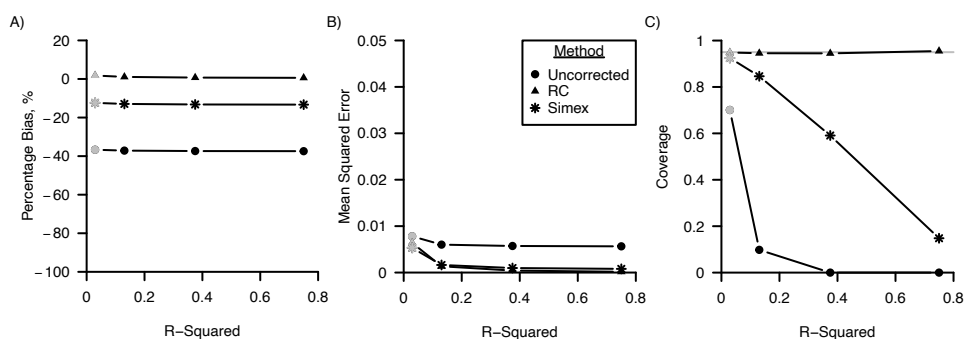 A)
20
0
−20
−40
−60
−80
−100
Percentage Bias, %
0 0.2 0.4 0.6 0.8
R−Squared
B)
0.05
0.04
0.03
0.02
0.01
0
Mean Squared Error
Method
Uncorrected
RC
Simex
0 0.2 0.4 0.6 0.8
R−Squared
C)
1
0.8
0.6
0.4
0.2
0
Coverage
0 0.2 0.4 0.6 0.8
R−Squared